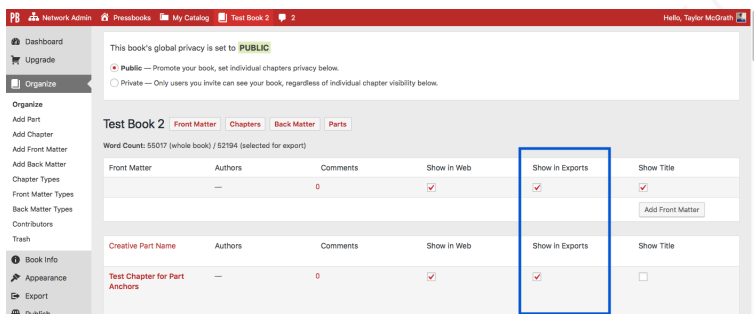 Network Admin Pressbooks My Catalog Test Book 2 2 Hello, Taylor McGrath
Dashboard
Upgrade
Organize
Organize
Add Part
Add Chapter
Add Front Matter
Add Back Matter
Chapter Types
Front Matter Types
Back Matter Types
Contributors
Trash
Book Info
Appearance
Export
Publish
This book's global privacy is set to PUBLIC
Public — Promote your book, set individual chapters privacy below.
Private — Only users you invite can see your book, regardless of individual chapter visibility below.
Test Book 2 Front Matter Chapters Back Matter Parts
Word Count: 55017 (whole book) / 52194 (selected for export)
Front Matter Authors Comments Show in Web Show in Exports Show Title
— 0
Add Front Matter
Creative Part Name Authors Comments Show in Web Show in Exports Show Title
Test Chapter for Part — 0
Anchors